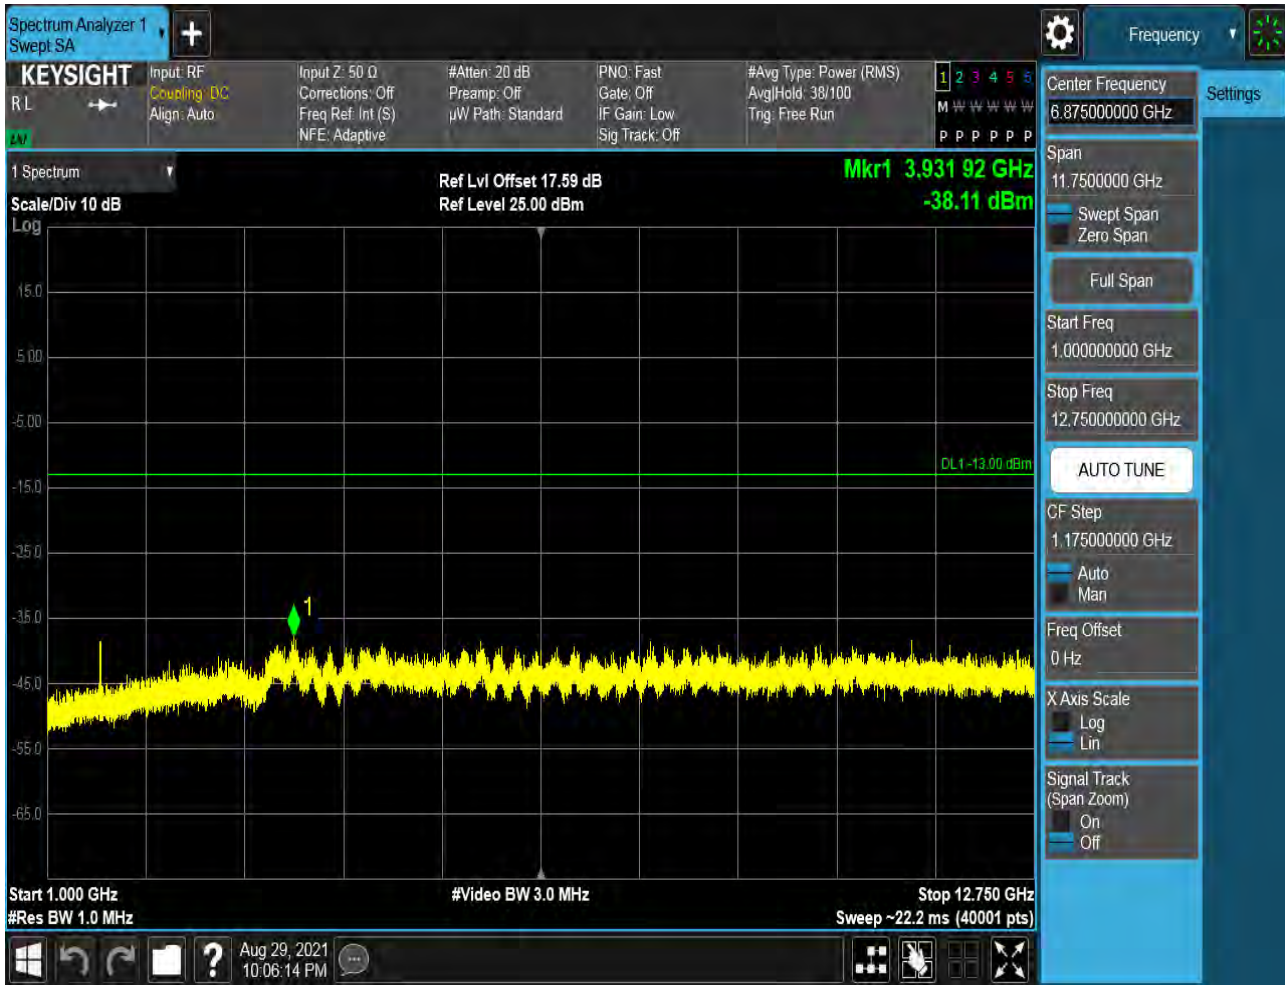 Spectrum Analyzer 1
Swept SA
Frequency
KEYSIGHT
R L
Input: RF
Coupling: DC
Align: Auto
Input Z: 50 Ω
Corrections: Off
Freq Ref: Int (S)
NFE: Adaptive
#Atten: 20 dB
Preamp: Off
µW Path: Standard
PNO: Fast
Gate: Off
IF Gain: Low
Sig Track: Off
#Avg Type: Power (RMS)
Avg|Hold: 38/100
Trig: Free Run
1 2 3 4 5 6
M W W W W W
P P P P P P
1 Spectrum
Scale/Div 10 dB
Log
Ref Lvl Offset 17.59 dB
Ref Level 25.00 dBm
Mkr1 3.931 92 GHz
-38.11 dBm
15.0
5.00
-5.00
DL1 -13.00 dBm
-15.0
-25.0
-35.0
1
-45.0
-55.0
-65.0
Start 1.000 GHz
#Res BW 1.0 MHz
#Video BW 3.0 MHz
Stop 12.750 GHz
Sweep ~22.2 ms (40001 pts)
Aug 29, 2021
10:06:14 PM
Center Frequency
6.875000000 GHz
Settings
Span
11.7500000 GHz
Swept Span
Zero Span
Full Span
Start Freq
1.000000000 GHz
Stop Freq
12.750000000 GHz
AUTO TUNE
CF Step
1.175000000 GHz
Auto
Man
Freq Offset
0 Hz
X Axis Scale
Log
Lin
Signal Track
(Span Zoom)
On
Off